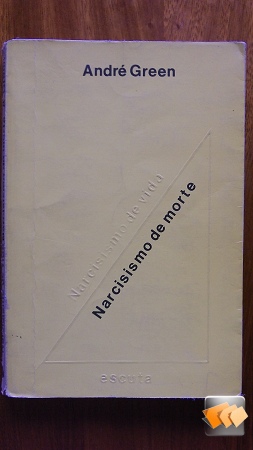 André Green
Narcisismo de vida
Narcisismo de morte
escuta